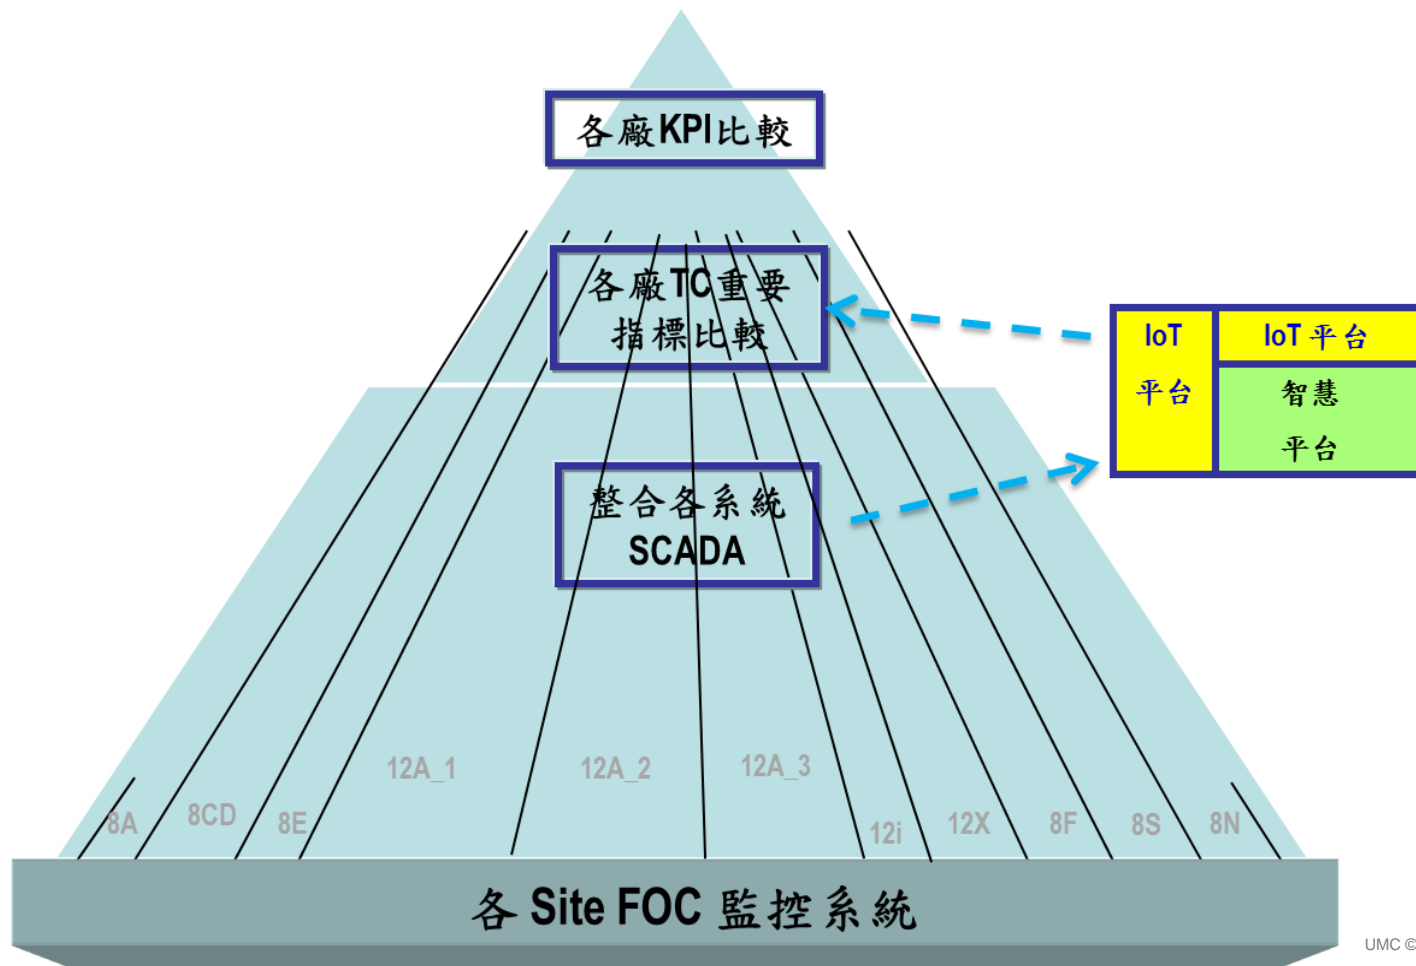 各廠KPI比較
各廠TC重要
指標比較
IoT
平台
IoT 平台
智慧
平台
整合各系統
SCADA
12A_1
12A_2
12A_3
8A
8CD
8E
12i
12X
8F
8S
8N
各 Site FOC 監控系統
UMC ©